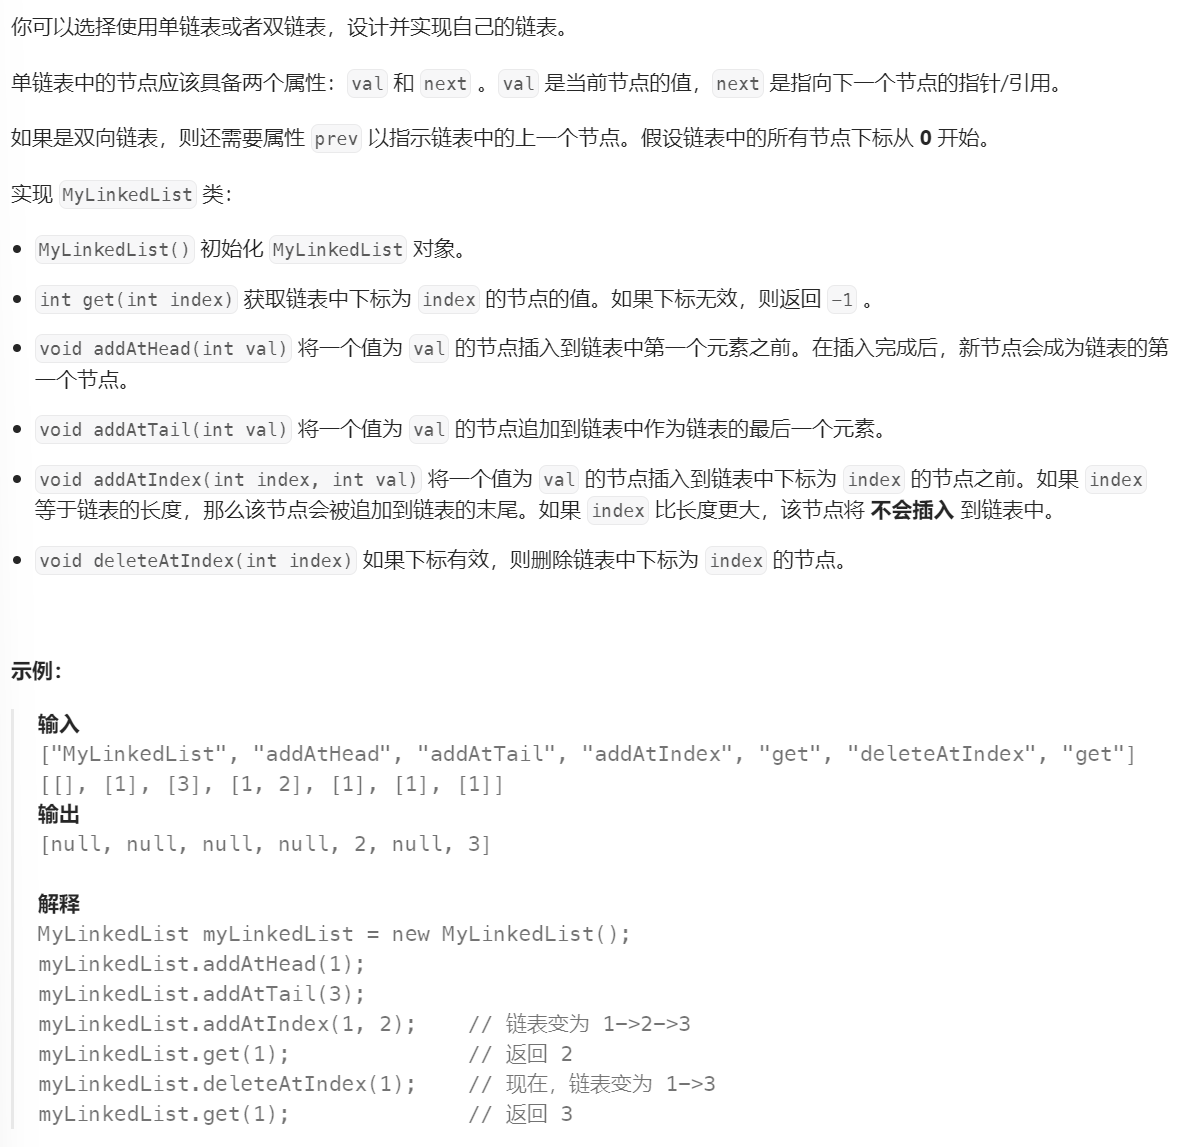 你可以选择使用单链表或者双链表，设计并实现自己的链表。
单链表中的节点应该具备两个属性：val 和 next 。val 是当前节点的值，next 是指向下一个节点的指针/引用。
如果是双向链表，则还需要属性 prev 以指示链表中的上一个节点。假设链表中的所有节点下标从 0 开始。
实现 MyLinkedList 类：
• MyLinkedList() 初始化 MyLinkedList 对象。
• int get(int index) 获取链表中下标为 index 的节点的值。如果下标无效，则返回 -1 。
• void addAtHead(int val) 将一个值为 val 的节点插入到链表中第一个元素之前。在插入完成后，新节点会成为链表的第
一个节点。
• void addAtTail(int val) 将一个值为 val 的节点追加到链表中作为链表的最后一个元素。
• void addAtIndex(int index, int val) 将一个值为 val 的节点插入到链表中下标为 index 的节点之前。如果 index
等于链表的长度，那么该节点会被追加到链表的末尾。如果 index 比长度更大，该节点将 不会插入 到链表中。
• void deleteAtIndex(int index) 如果下标有效，则删除链表中下标为 index 的节点。
示例：
输入
["MyLinkedList", "addAtHead", "addAtTail", "addAtIndex", "get", "deleteAtIndex", "get"]
[[], [1], [3], [1, 2], [1], [1], [1]]
输出
[null, null, null, null, 2, null, 3]
解释
MyLinkedList myLinkedList = new MyLinkedList();
myLinkedList.addAtHead(1);
myLinkedList.addAtTail(3);
myLinkedList.addAtIndex(1, 2);    // 链表变为 1->2->3
myLinkedList.get(1);              // 返回 2
myLinkedList.deleteAtIndex(1);    // 现在，链表变为 1->3
myLinkedList.get(1);              // 返回 3